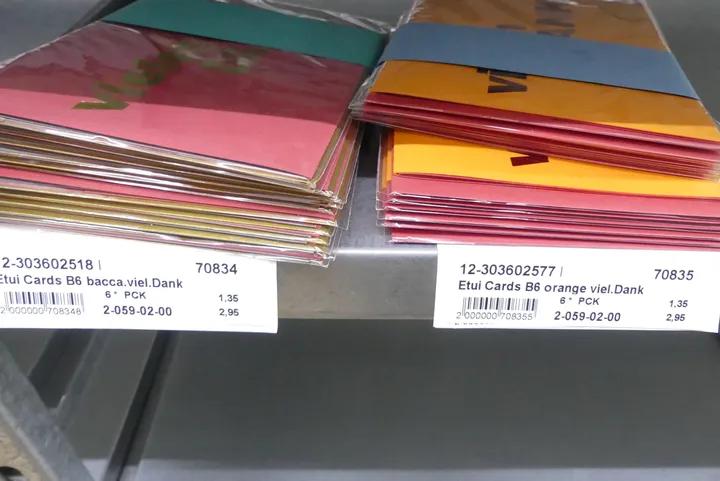 12-303602518 70834
Etui Cards B6 bacca.viel.Dank
6 * PCK 1,35
2 000000 708348 2-059-02-00 2,95
12-303602577 70835
Etui Cards B6 orange viel.Dank
6 * PCK 1,35
2 000000 708355 2-059-02-00 2,95